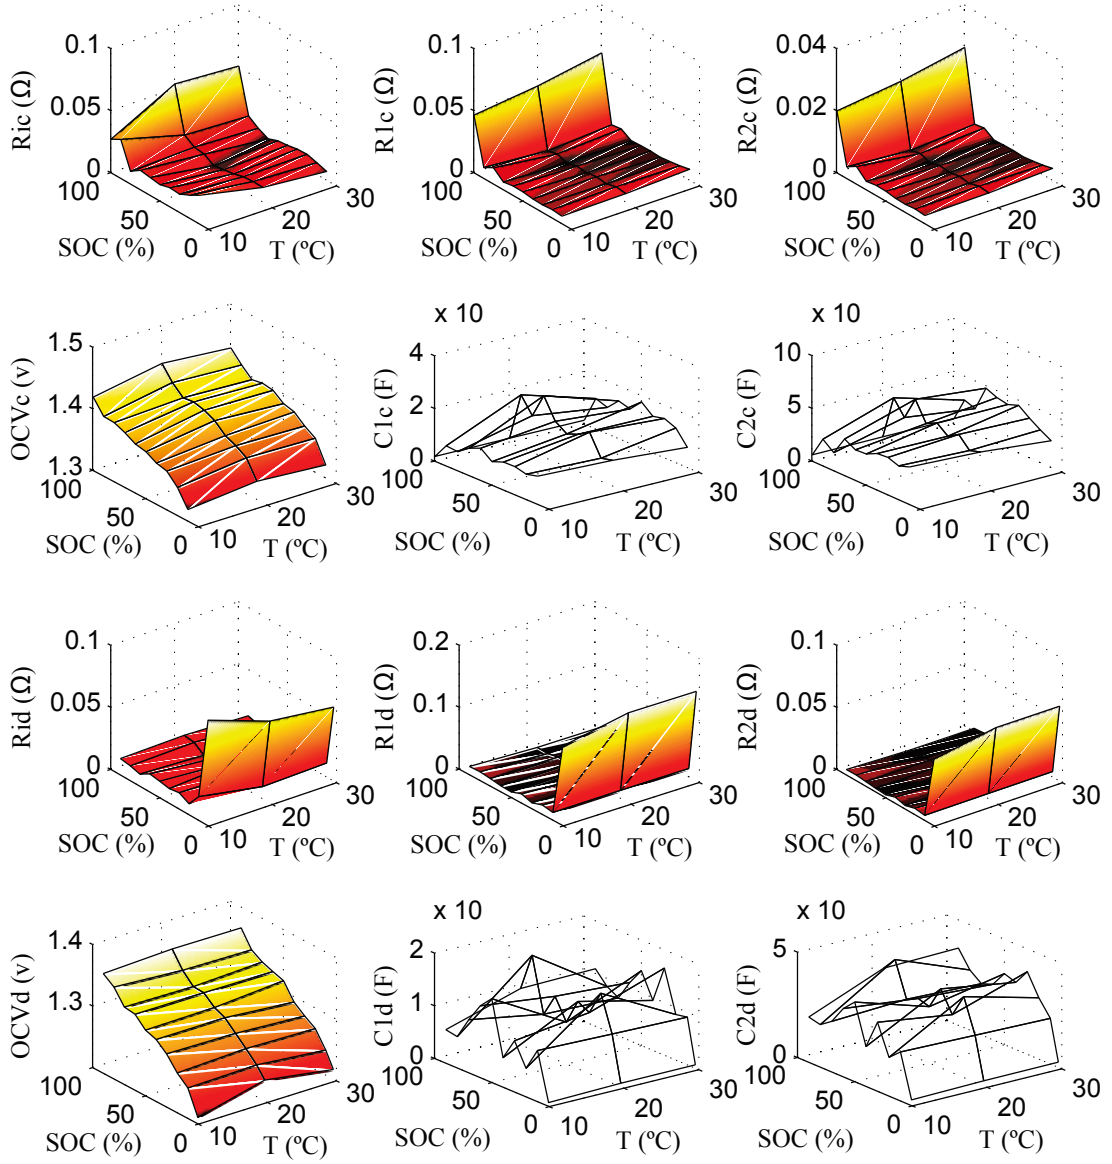 0.1
0.05
0
Ric (Ω)
100
50
0
SOC (%)
10
20
30
T (ºC)
0.1
0.05
0
R1c (Ω)
100
50
0
SOC (%)
10
20
30
T (ºC)
0.04
0.02
0
R2c (Ω)
100
50
0
SOC (%)
10
20
30
T (ºC)
1.5
1.4
1.3
OCVc (v)
100
50
0
SOC (%)
10
20
30
T (ºC)
x 10
4
2
0
C1c (F)
100
50
0
SOC (%)
10
20
30
T (ºC)
x 10
10
5
0
C2c (F)
100
50
0
SOC (%)
10
20
30
T (ºC)
0.1
0.05
0
Rid (Ω)
100
50
0
SOC (%)
10
20
30
T (ºC)
0.2
0.1
0
R1d (Ω)
100
50
0
SOC (%)
10
20
30
T (ºC)
0.1
0.05
0
R2d (Ω)
100
50
0
SOC (%)
10
20
30
T (ºC)
1.4
1.3
OCVd (v)
100
50
0
SOC (%)
10
20
30
T (ºC)
x 10
2
1
0
C1d (F)
100
50
0
SOC (%)
10
20
30
T (ºC)
x 10
5
0
C2d (F)
100
50
0
SOC (%)
10
20
30
T (ºC)